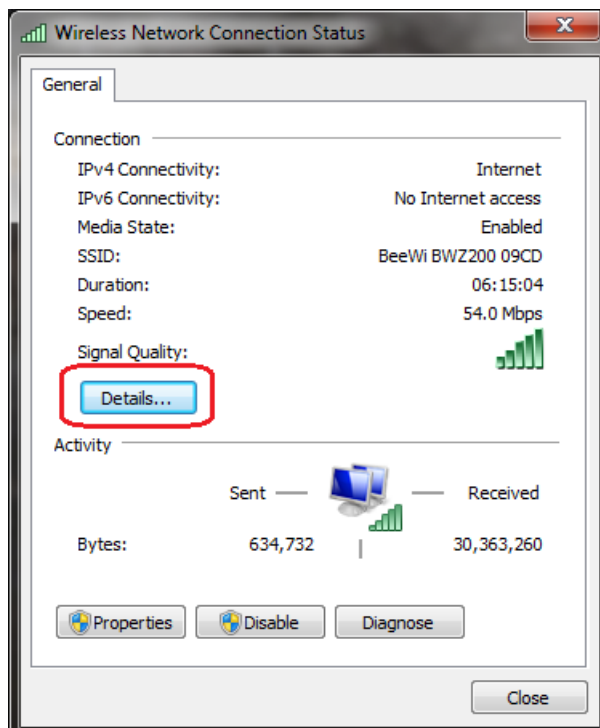 Wireless Network Connection Status
General
Connection
IPv4 Connectivity: Internet
IPv6 Connectivity: No Internet access
Media State: Enabled
SSID: BeeWi BWZ200 09CD
Duration: 06:15:04
Speed: 54.0 Mbps
Signal Quality:
Details...
Activity
Sent Received
Bytes: 634,732 30,363,260
Properties Disable Diagnose
Close